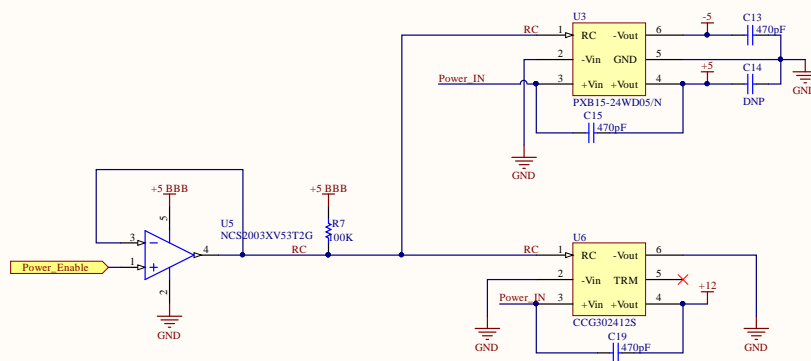 U3
RC
1
RC
-Vout
6
-5
C13
470pF
2
-Vin
GND
5
Power_IN
3
+Vin
+Vout
4
+5
C14
DNP
GND
PXB15-24WD05/N
C15
470pF
GND
+5 BBB
5
U5
NCS2003XV53T2G
3
4
RC
Power_Enable
1
2
GND
+5 BBB
R7
100K
U6
RC
1
RC
-Vout
6
2
-Vin
TRM
5
Power_IN
3
+Vin
+Vout
4
+12
CCG302412S
GND
C19
470pF
GND